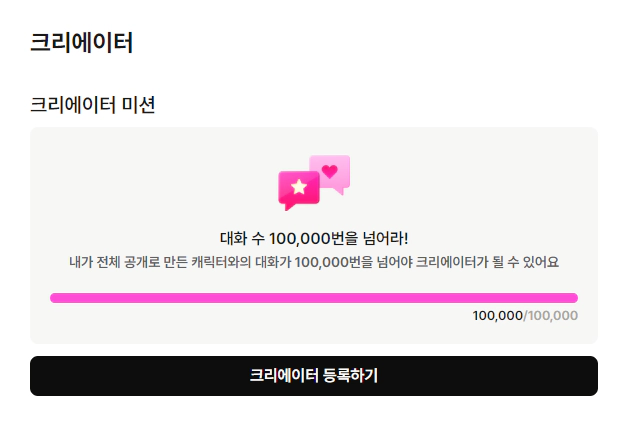 크리에이터
크리에이터 미션
대화 수 100,000번을 넘어라!
내가 전체 공개로 만든 캐릭터와의 대화가 100,000번을 넘어야 크리에이터가 될 수 있어요
100,000/100,000
크리에이터 등록하기